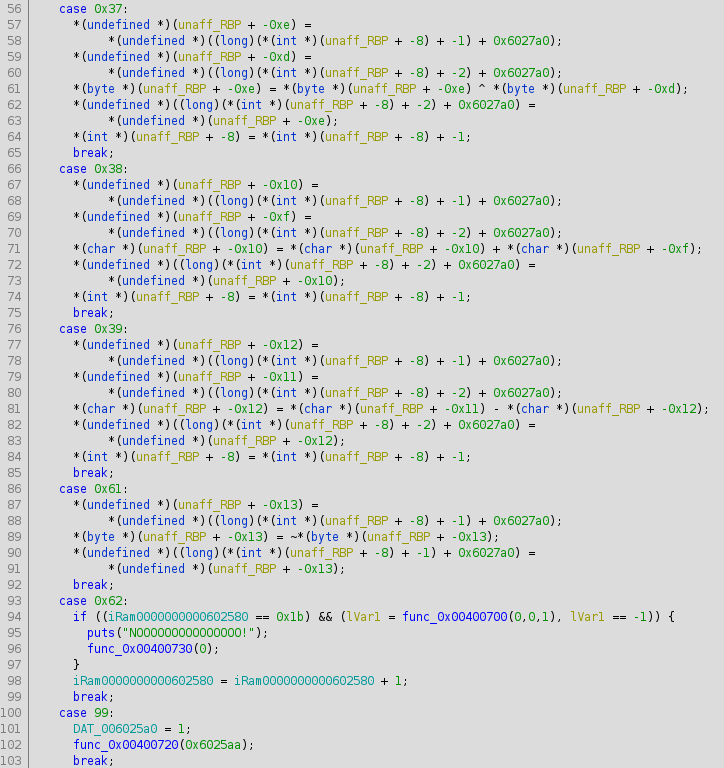 56 case 0x37:
57 *(undefined *)(unaff_RBP + -0xe) =
58 *(undefined *)((long)(*(int *)(unaff_RBP + -8) + -1) + 0x6027a0);
59 *(undefined *)(unaff_RBP + -0xd) =
60 *(undefined *)((long)(*(int *)(unaff_RBP + -8) + -2) + 0x6027a0);
61 *(byte *)(unaff_RBP + -0xe) = *(byte *)(unaff_RBP + -0xe) ^ *(byte *)(unaff_RBP + -0xd);
62 *(undefined *)((long)(*(int *)(unaff_RBP + -8) + -2) + 0x6027a0) =
63 *(undefined *)(unaff_RBP + -0xe);
64 *(int *)(unaff_RBP + -8) = *(int *)(unaff_RBP + -8) + -1;
65 break;
66 case 0x38:
67 *(undefined *)(unaff_RBP + -0x10) =
68 *(undefined *)((long)(*(int *)(unaff_RBP + -8) + -1) + 0x6027a0);
69 *(undefined *)(unaff_RBP + -0xf) =
70 *(undefined *)((long)(*(int *)(unaff_RBP + -8) + -2) + 0x6027a0);
71 *(char *)(unaff_RBP + -0x10) = *(char *)(unaff_RBP + -0x10) + *(char *)(unaff_RBP + -0xf);
72 *(undefined *)((long)(*(int *)(unaff_RBP + -8) + -2) + 0x6027a0) =
73 *(undefined *)(unaff_RBP + -0x10);
74 *(int *)(unaff_RBP + -8) = *(int *)(unaff_RBP + -8) + -1;
75 break;
76 case 0x39:
77 *(undefined *)(unaff_RBP + -0x12) =
78 *(undefined *)((long)(*(int *)(unaff_RBP + -8) + -1) + 0x6027a0);
79 *(undefined *)(unaff_RBP + -0x11) =
80 *(undefined *)((long)(*(int *)(unaff_RBP + -8) + -2) + 0x6027a0);
81 *(char *)(unaff_RBP + -0x12) = *(char *)(unaff_RBP + -0x11) - *(char *)(unaff_RBP + -0x12);
82 *(undefined *)((long)(*(int *)(unaff_RBP + -8) + -2) + 0x6027a0) =
83 *(undefined *)(unaff_RBP + -0x12);
84 *(int *)(unaff_RBP + -8) = *(int *)(unaff_RBP + -8) + -1;
85 break;
86 case 0x61:
87 *(undefined *)(unaff_RBP + -0x13) =
88 *(undefined *)((long)(*(int *)(unaff_RBP + -8) + -1) + 0x6027a0);
89 *(byte *)(unaff_RBP + -0x13) = ~*(byte *)(unaff_RBP + -0x13);
90 *(undefined *)((long)(*(int *)(unaff_RBP + -8) + -1) + 0x6027a0) =
91 *(undefined *)(unaff_RBP + -0x13);
92 break;
93 case 0x62:
94 if ((iRam0000000000602580 == 0x1b) && (lVar1 = func_0x00400700(0,0,1), lVar1 == -1)) {
95 puts("NOOOOOOOOOOOOOOO!");
96 func_0x00400730(0);
97 }
98 iRam0000000000602580 = iRam0000000000602580 + 1;
99 break;
100 case 99:
101 DAT_006025a0 = 1;
102 func_0x00400720(0x6025aa);
103 break;